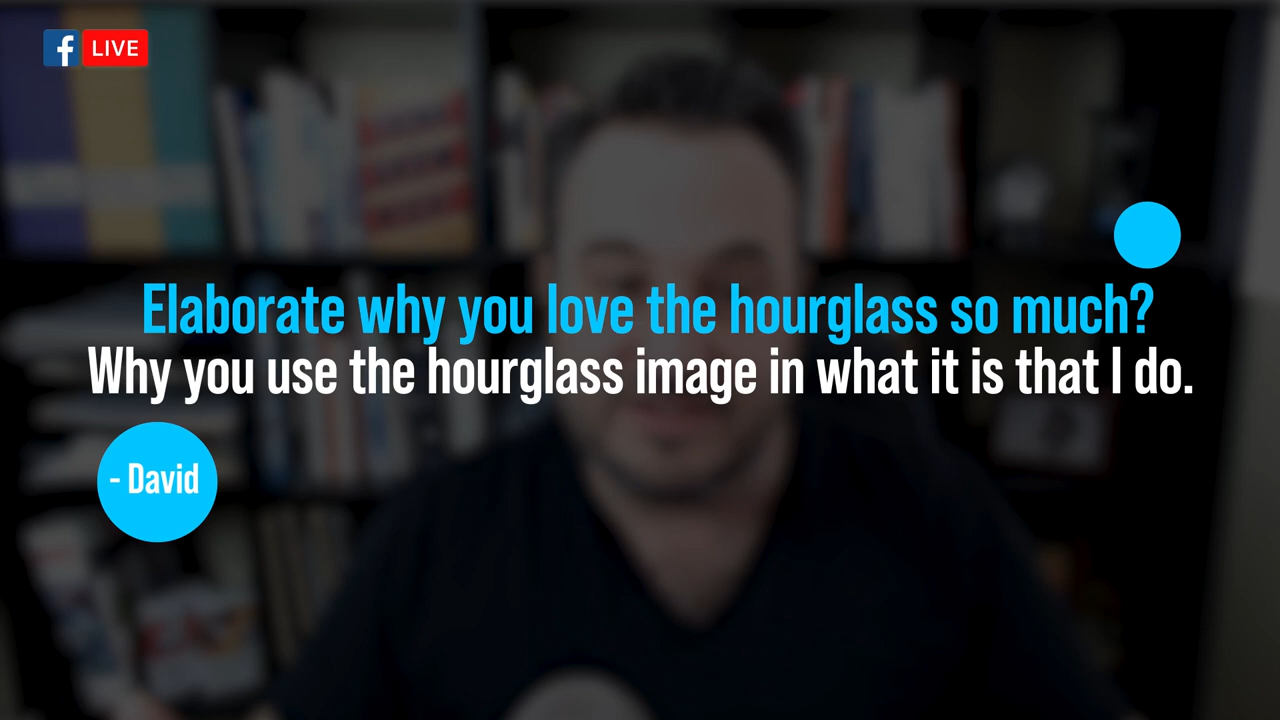 f LIVE
Elaborate why you love the hourglass so much?
Why you use the hourglass image in what it is that I do.
- David